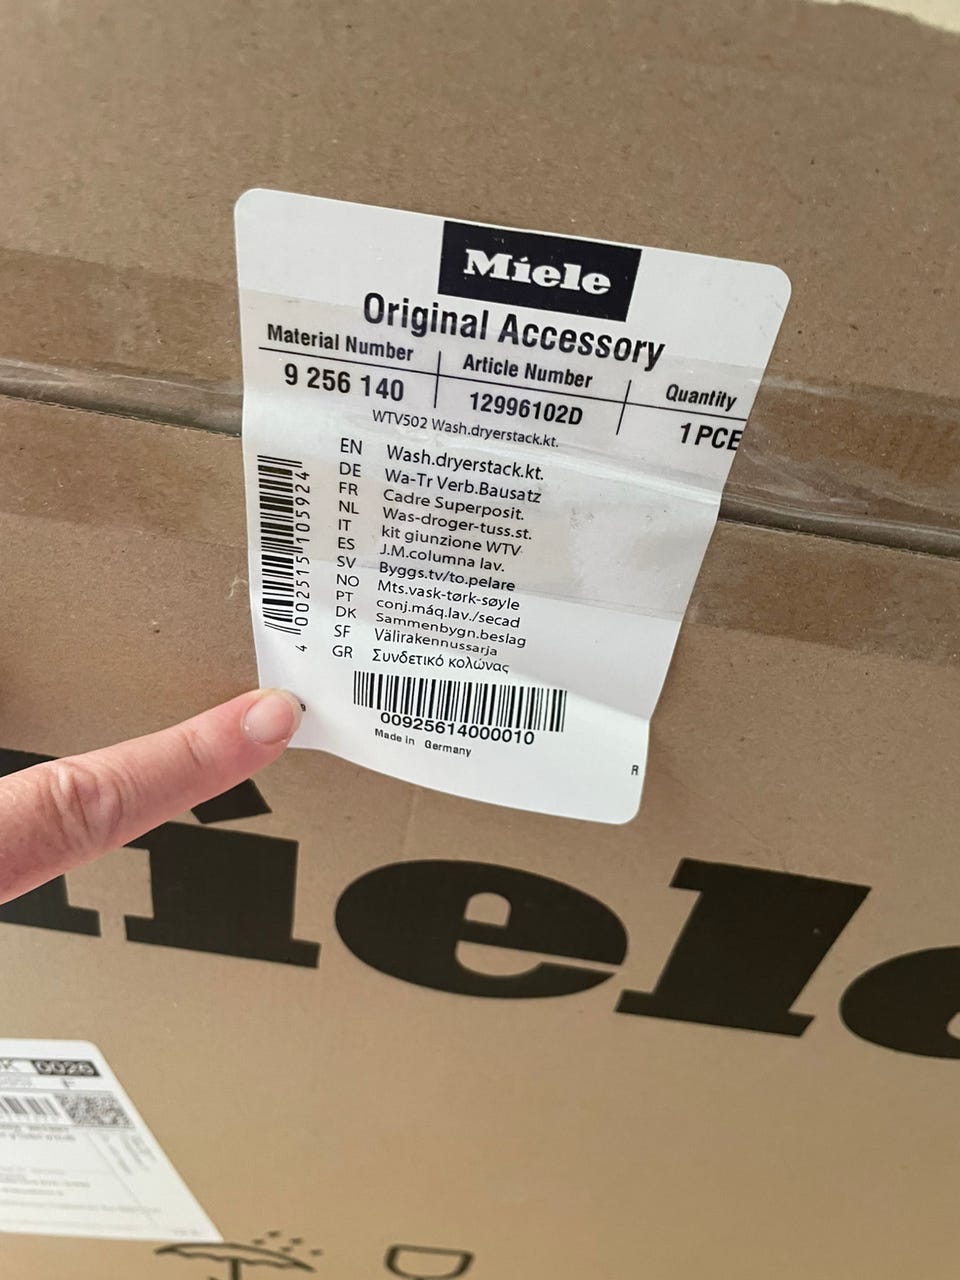 Miele
Original Accessory
Material Number Article Number Quantity
9 256 140 12996102D 1 PCE
WTV502 Wash.dryerstack.kt.
EN Wash.dryerstack.kt.
DE Wa-Tr Verb.Bausatz
FR Cadre Superposit.
NL Was-droger-tuss.st.
IT kit giunzione WTV
ES J.M.columna lav.
SV Byggs.tv/to.pelare
NO Mts.vask-tørk-søyle
PT conj.máq.lav./secad
DK Sammenbygn.beslag
SF Välirakennussarja
GR Συνδετικό κολώνας
4 002515 105924
00925614000010
Made in Germany
R
Miele
0026